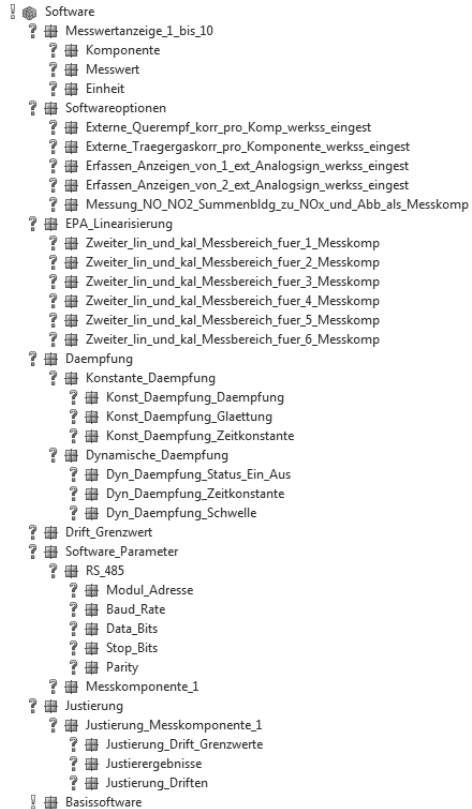 Software
Messwertanzeige_1_bis_10
Komponente
Messwert
Einheit
Softwareoptionen
Externe_Querempf_korr_pro_Komp_werkss_eingest
Externe_Traegergaskorr_pro_Komponente_werkss_eingest
Erfassen_Anzeigen_von_1_ext_Analogsign_werkss_eingest
Erfassen_Anzeigen_von_2_ext_Analogsign_werkss_eingest
Messung_NO_NO2_Summenbldg_zu_NOx_und_Abb_als_Messkomp
EPA_Linearisierung
Zweiter_lin_und_kal_Messbereich_fuer_1_Messkomp
Zweiter_lin_und_kal_Messbereich_fuer_2_Messkomp
Zweiter_lin_und_kal_Messbereich_fuer_3_Messkomp
Zweiter_lin_und_kal_Messbereich_fuer_4_Messkomp
Zweiter_lin_und_kal_Messbereich_fuer_5_Messkomp
Zweiter_lin_und_kal_Messbereich_fuer_6_Messkomp
Daempfung
Konstante_Daempfung
Konst_Daempfung_Daempfung
Konst_Daempfung_Glaettung
Konst_Daempfung_Zeitkonstante
Dynamische_Daempfung
Dyn_Daempfung_Status_Ein_Aus
Dyn_Daempfung_Zeitkonstante
Dyn_Daempfung_Schwelle
Drift_Grenzwert
Software_Parameter
RS_485
Modul_Adresse
Baud_Rate
Data_Bits
Stop_Bits
Parity
Messkomponente_1
Justierung
Justierung_Messkomponente_1
Justierung_Drift_Grenzwerte
Justierergebnisse
Justierung_Driften
Basissoftware